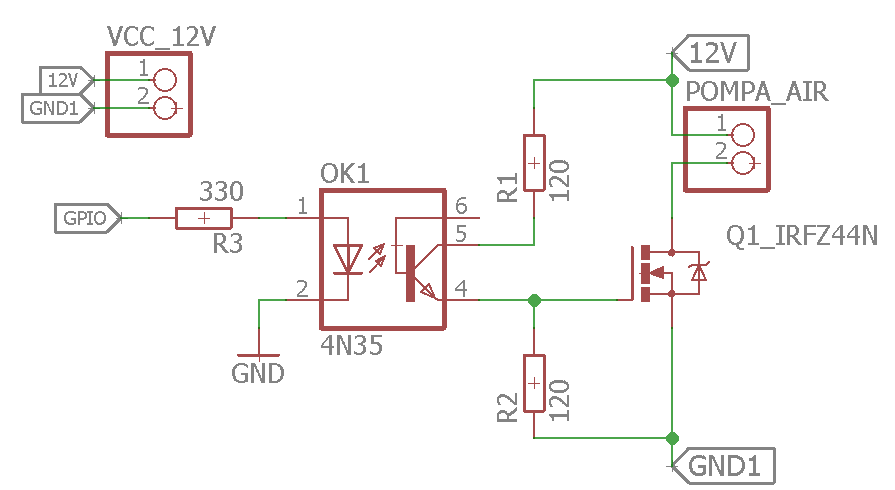 VCC_12V
12V
1
GND1
2
12V
POMPA_AIR
1
2
R1
120
OK1
330
GPIO
R3
1
2
6
5
4
4N35
GND
Q1_IRFZ44N
R2
120
GND1